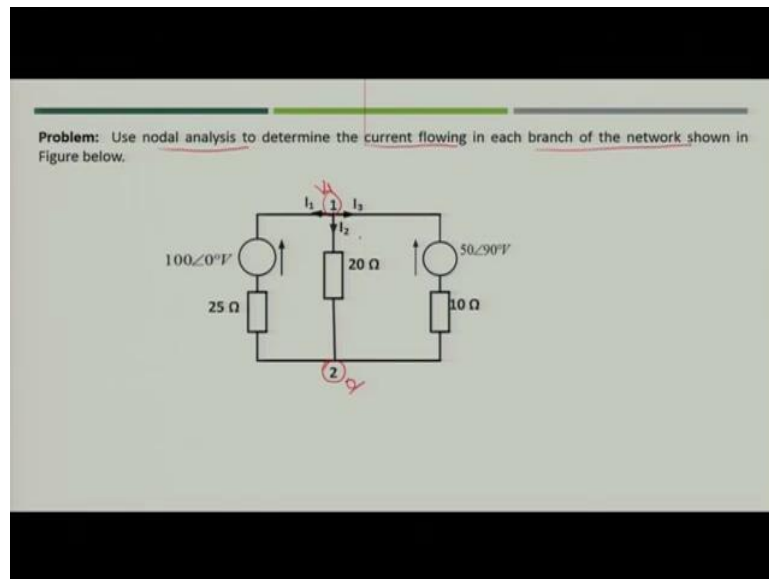 Problem: Use nodal analysis to determine the current flowing in each branch of the network shown in
Figure below.
I₁ 1 I₃
I₂
100∠0°V
50∠90°V
20 Ω
25 Ω
10 Ω
2